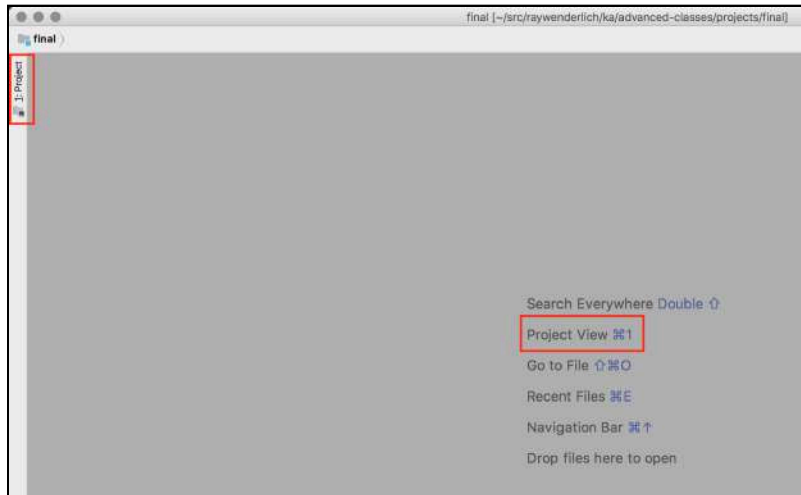 final [~/src/raywenderlich/ka/advanced-classes/projects/final]
final
1: Project
Search Everywhere Double ⇧
Project View ⌘1
Go to File ⇧⌘O
Recent Files ⌘E
Navigation Bar ⌘↑
Drop files here to open